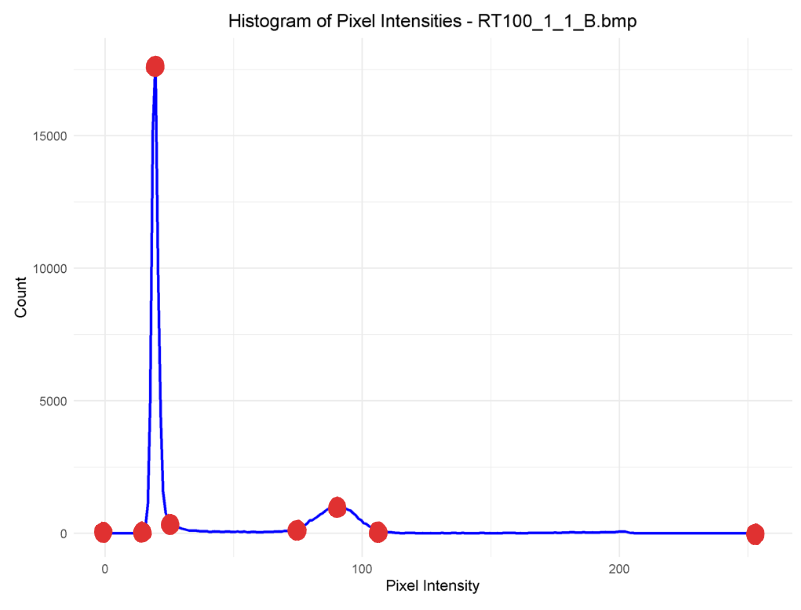 Histogram of Pixel Intensities - RT100_1_1_B.bmp
15000
10000
5000
0
Count
0 100 200
Pixel Intensity